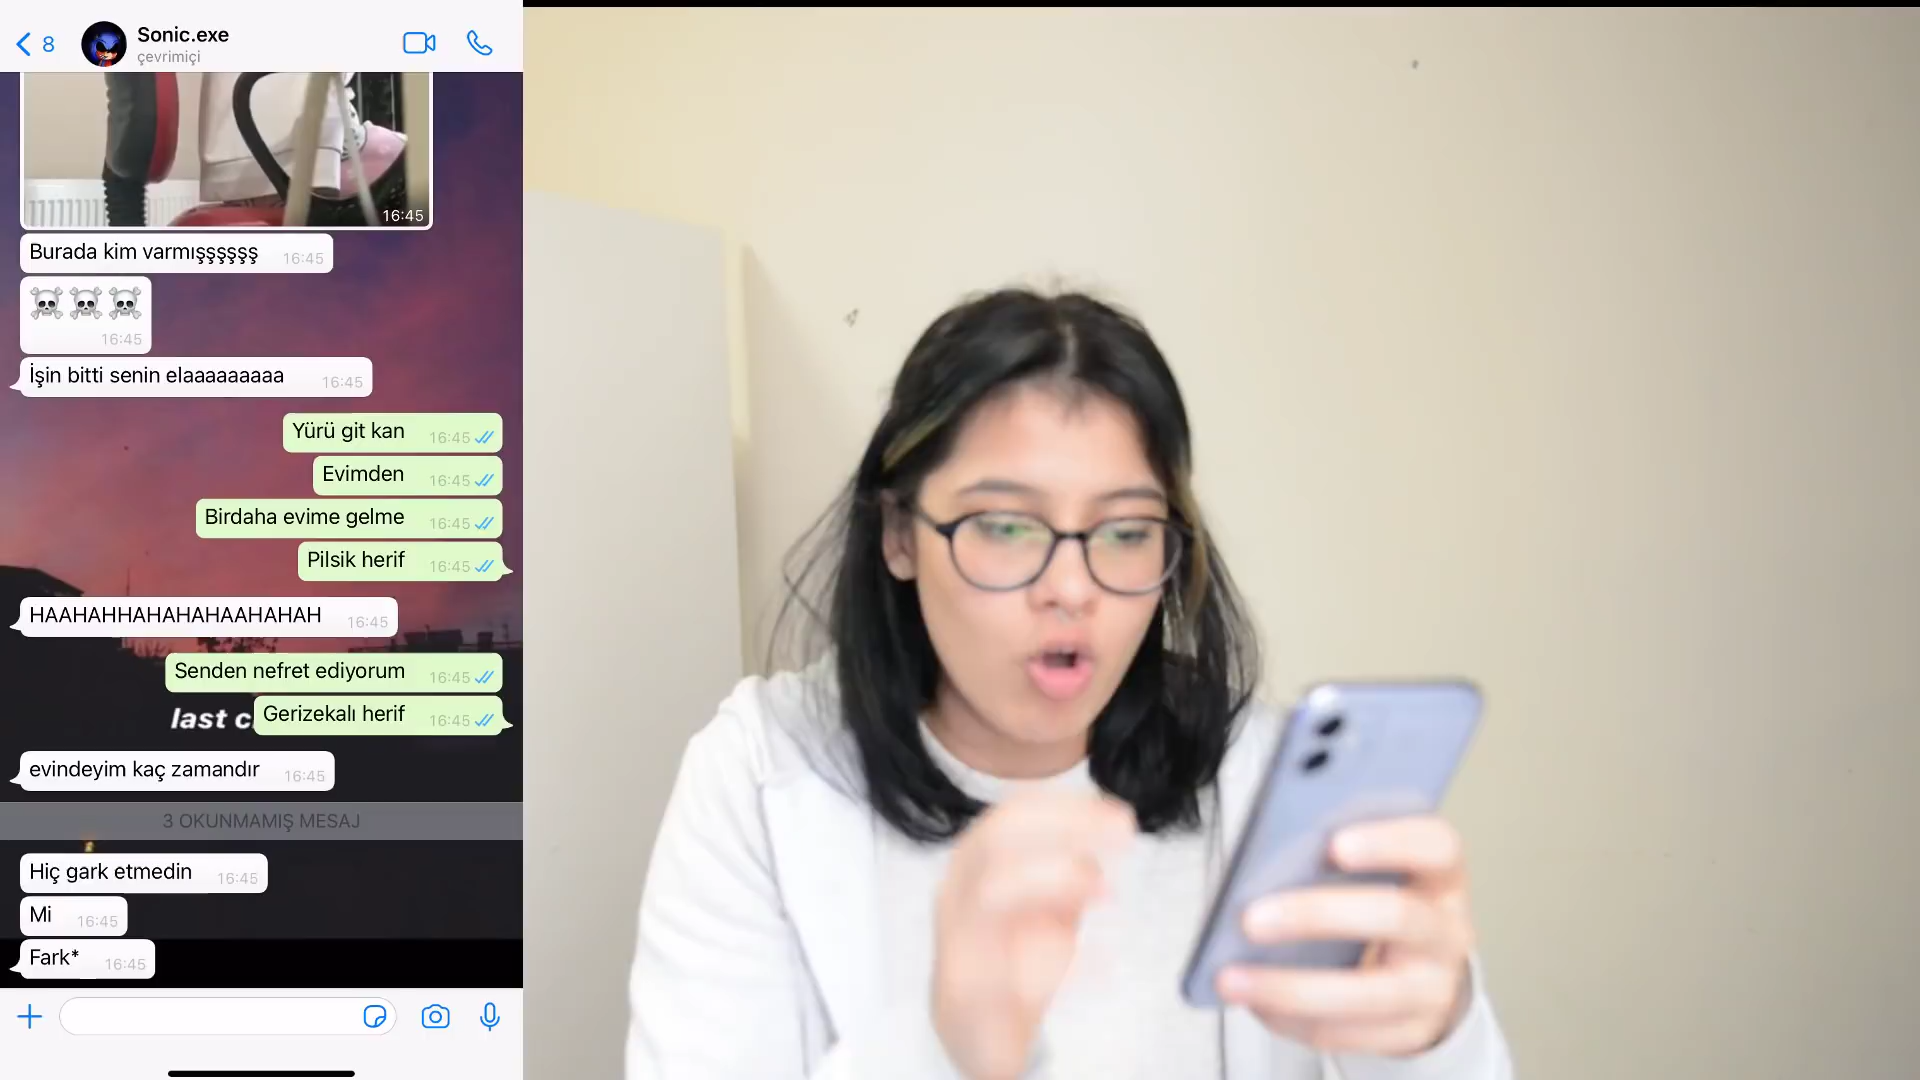 8
Sonic.exe
çevrimiçi
16:45
Burada kim varmışşşşşş 16:45
☠☠☠
16:45
İşin bitti senin elaaaaaaaaa 16:45
Yürü git kan 16:45
Evimden 16:45
Birdaha evime gelme 16:45
Pilsik herif 16:45
HAAHAHHAHAHAHAAHAHAH 16:45
Senden nefret ediyorum 16:45
last c
Gerizekalı herif 16:45
evindeyim kaç zamandır 16:45
3 OKUNMAMIŞ MESAJ
Hiç gark etmedin 16:45
Mi 16:45
Fark* 16:45